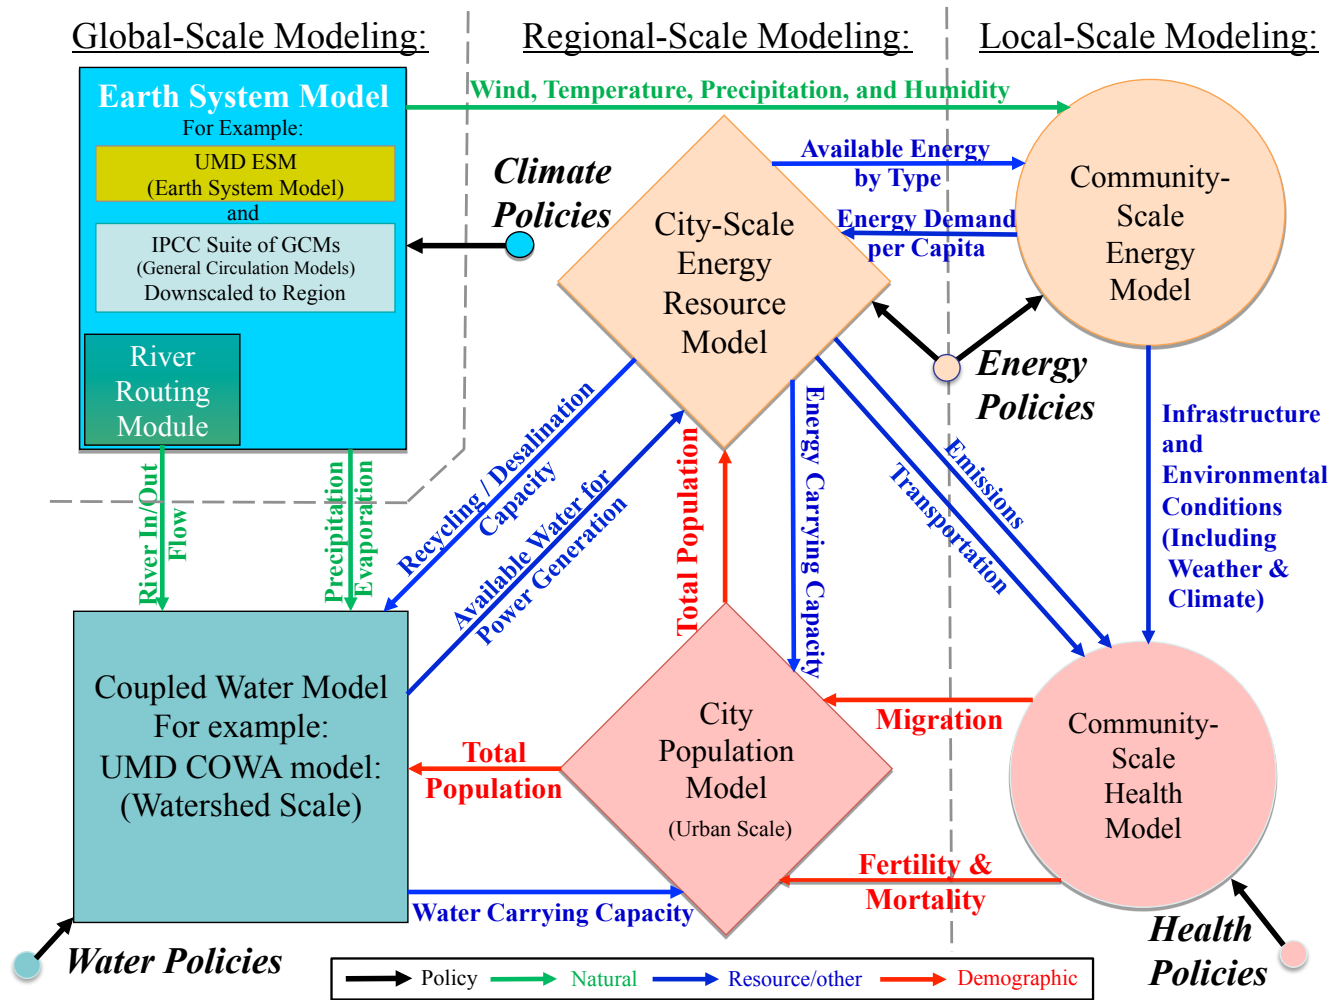 Global-Scale Modeling:
Regional-Scale Modeling:
Local-Scale Modeling:
Earth System Model
For Example:
UMD ESM
(Earth System Model)
and
IPCC Suite of GCMs
(General Circulation Models)
Downscaled to Region
River
Routing
Module
Wind, Temperature, Precipitation, and Humidity
Climate
Policies
City-Scale
Energy
Resource
Model
Available Energy
by Type
Energy Demand
per Capita
Community-
Scale
Energy
Model
Energy
Policies
River In/Out
Flow
Precipitation
Evaporation
Recycling / Desalination
Capacity
Available Water for
Power Generation
Total Population
Energy Carrying Capacity
Emissions
Transportation
Infrastructure
and
Environmental
Conditions
(Including
Weather &
Climate)
Coupled Water Model
For example:
UMD COWA model:
(Watershed Scale)
Total
Population
City
Population
Model
(Urban Scale)
Migration
Community-
Scale
Health
Model
Fertility &
Mortality
Water Carrying Capacity
Water Policies
Health
Policies
Policy
Natural
Resource/other
Demographic